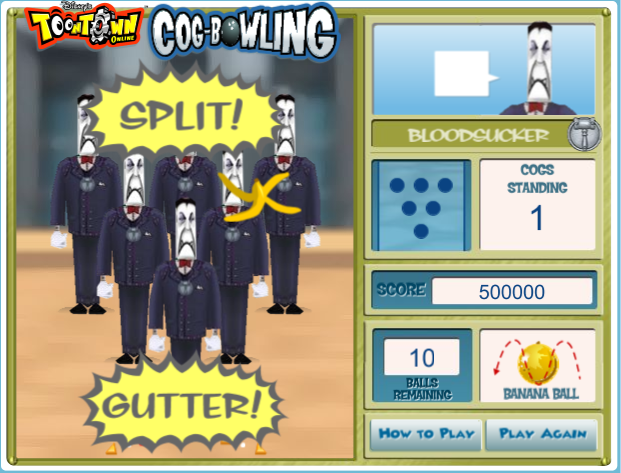 Disney's
TOONTOWN
ONLINE
COG-BOWLING
SPLIT!
GUTTER!
BLOODSUCKER
COGS
STANDING
1
SCORE 500000
10
BALLS
REMAINING
BANANA BALL
HOW TO PLAY
PLAY AGAIN